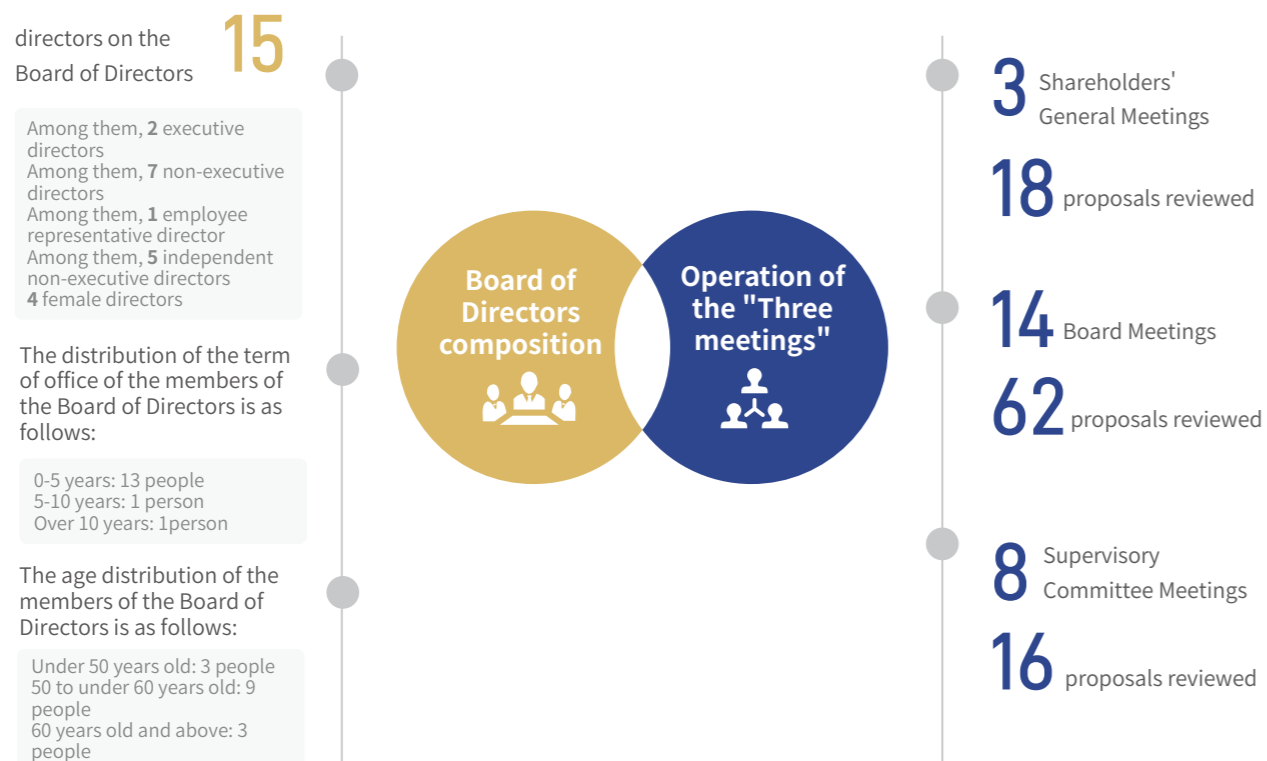 directors on the
Board of Directors
15
Among them, 2 executive
directors
Among them, 7 non-executive
directors
Among them, 1 employee
representative director
Among them, 5 independent
non-executive directors
4 female directors
The distribution of the term
of office of the members of
the Board of Directors is as
follows:
0-5 years: 13 people
5-10 years: 1 person
Over 10 years: 1person
The age distribution of the
members of the Board of
Directors is as follows:
Under 50 years old: 3 people
50 to under 60 years old: 9
people
60 years old and above: 3
people
Board of
Directors
composition
Operation of
the "Three
meetings"
3 Shareholders'
General Meetings
18 proposals reviewed
14 Board Meetings
62 proposals reviewed
8 Supervisory
Committee Meetings
16 proposals reviewed